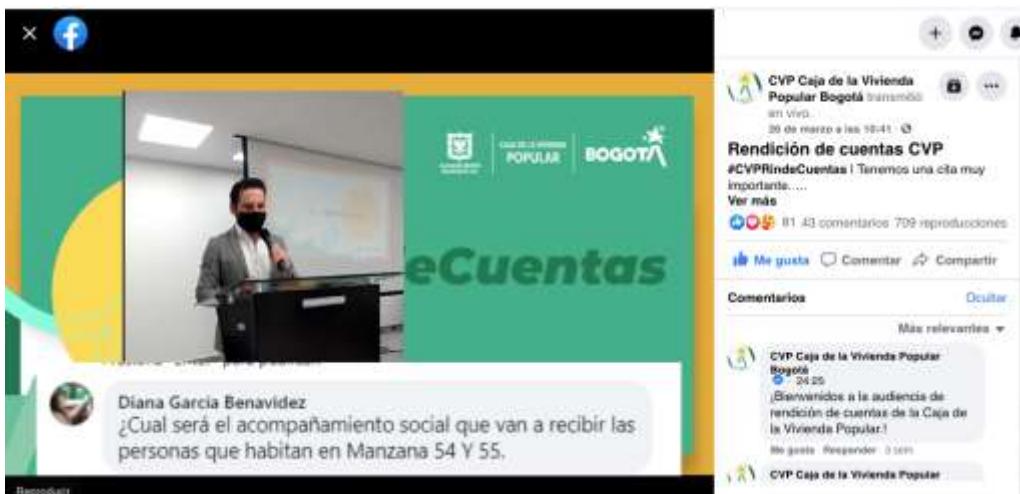 POPULAR
BOGOTÁ
eCuentas
Diana Garcia Benavidez
¿Cual será el acompañamiento social que van a recibir las
personas que habitan en Manzana 54 Y 55.
Reproducir
CVP Caja de la Vivienda
Popular Bogotá transmitió
en vivo.
26 de marzo a las 10:41
Rendición de cuentas CVP
#CVPRindeCuentas | Tenemos una cita muy
importante.....
Ver más
81 43 comentarios 709 reproducciones
Me gusta Comentar Compartir
Comentarios Ocultar
Más relevantes
CVP Caja de la Vivienda Popular
Bogotá
24:25
¡Bienvenidos a la audiencia de
rendición de cuentas de la Caja de
la Vivienda Popular.!
Me gusta Responder 3 sem
CVP Caja de la Vivienda Popular